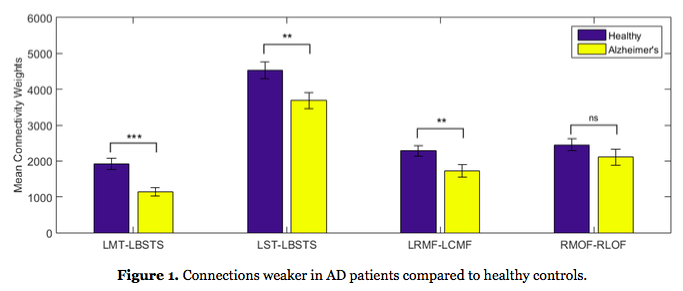 6000
5000
4000
3000
2000
1000
0
Mean Connectivity Weights
Healthy
Alzheimer's
***
**
**
ns
LMT-LBSTS
LST-LBSTS
LRMF-LCMF
RMOF-RLOF
Figure 1. Connections weaker in AD patients compared to healthy controls.